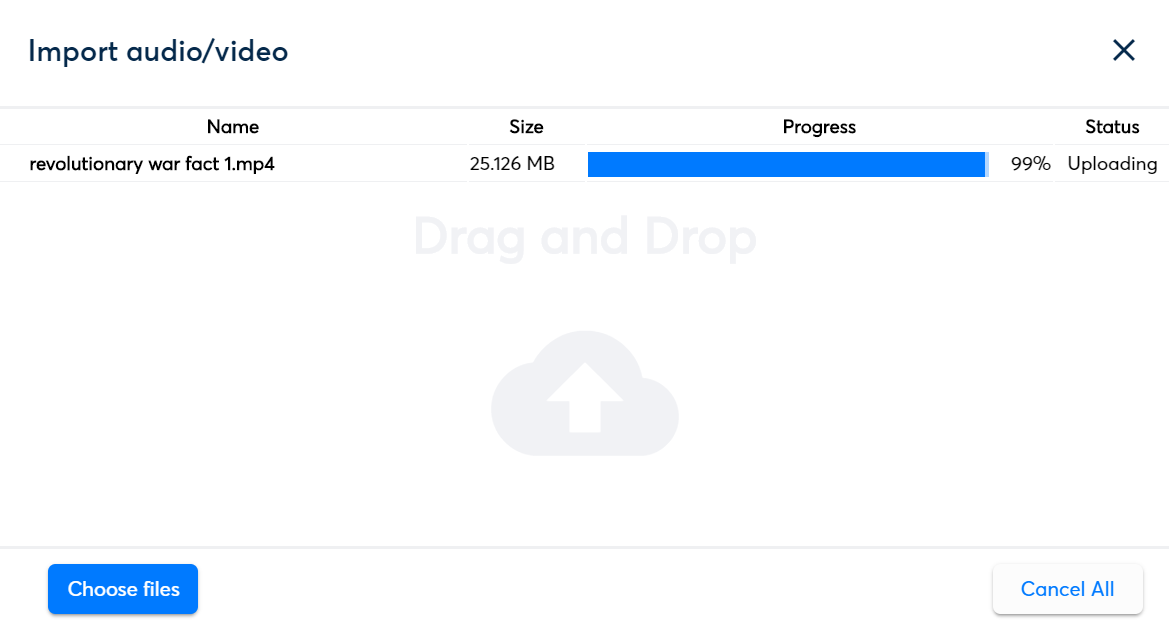 Import audio/video
Name Size Progress Status
revolutionary war fact 1.mp4 25.126 MB 99% Uploading
Drag and Drop
Choose files Cancel All